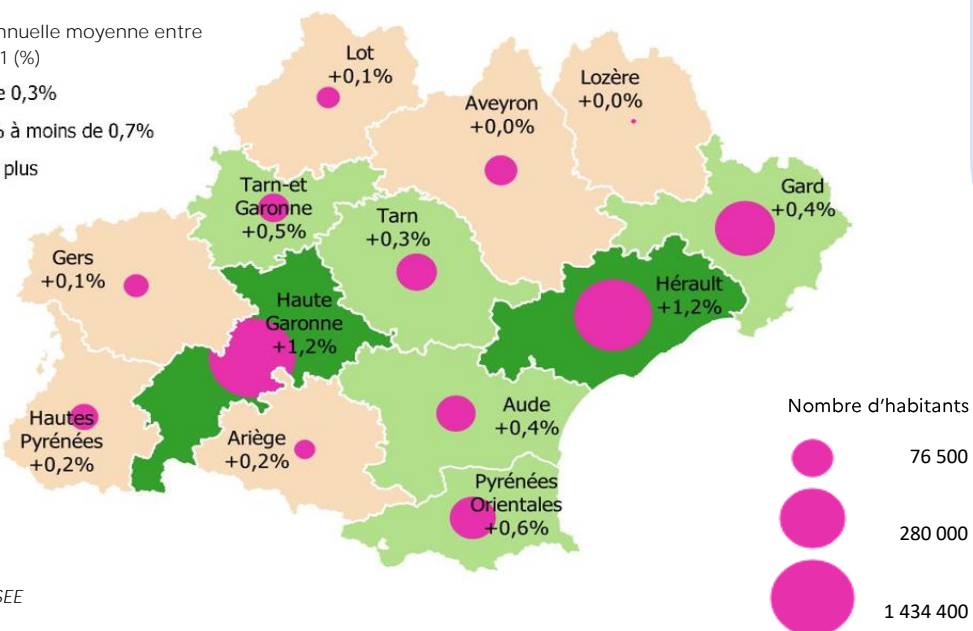 nnuelle moyenne entre
1 (%)
e 0,3%
% à moins de 0,7%
plus
Lot
+0,1%
Aveyron
+0,0%
Lozère
+0,0%
Tarn-et
Garonne
+0,5%
Tarn
+0,3%
Gard
+0,4%
Gers
+0,1%
Haute
Garonne
+1,2%
Hérault
+1,2%
Hautes
Pyrénées
+0,2%
Ariège
+0,2%
Aude
+0,4%
Pyrénées
Orientales
+0,6%
Nombre d’habitants
76 500
280 000
1 434 400
SEE